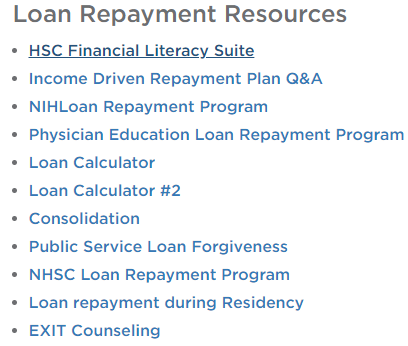 Loan Repayment Resources
HSC Financial Literacy Suite
Income Driven Repayment Plan Q&A
NIHLoan Repayment Program
Physician Education Loan Repayment Program
Loan Calculator
Loan Calculator #2
Consolidation
Public Service Loan Forgiveness
NHSC Loan Repayment Program
Loan repayment during Residency
EXIT Counseling